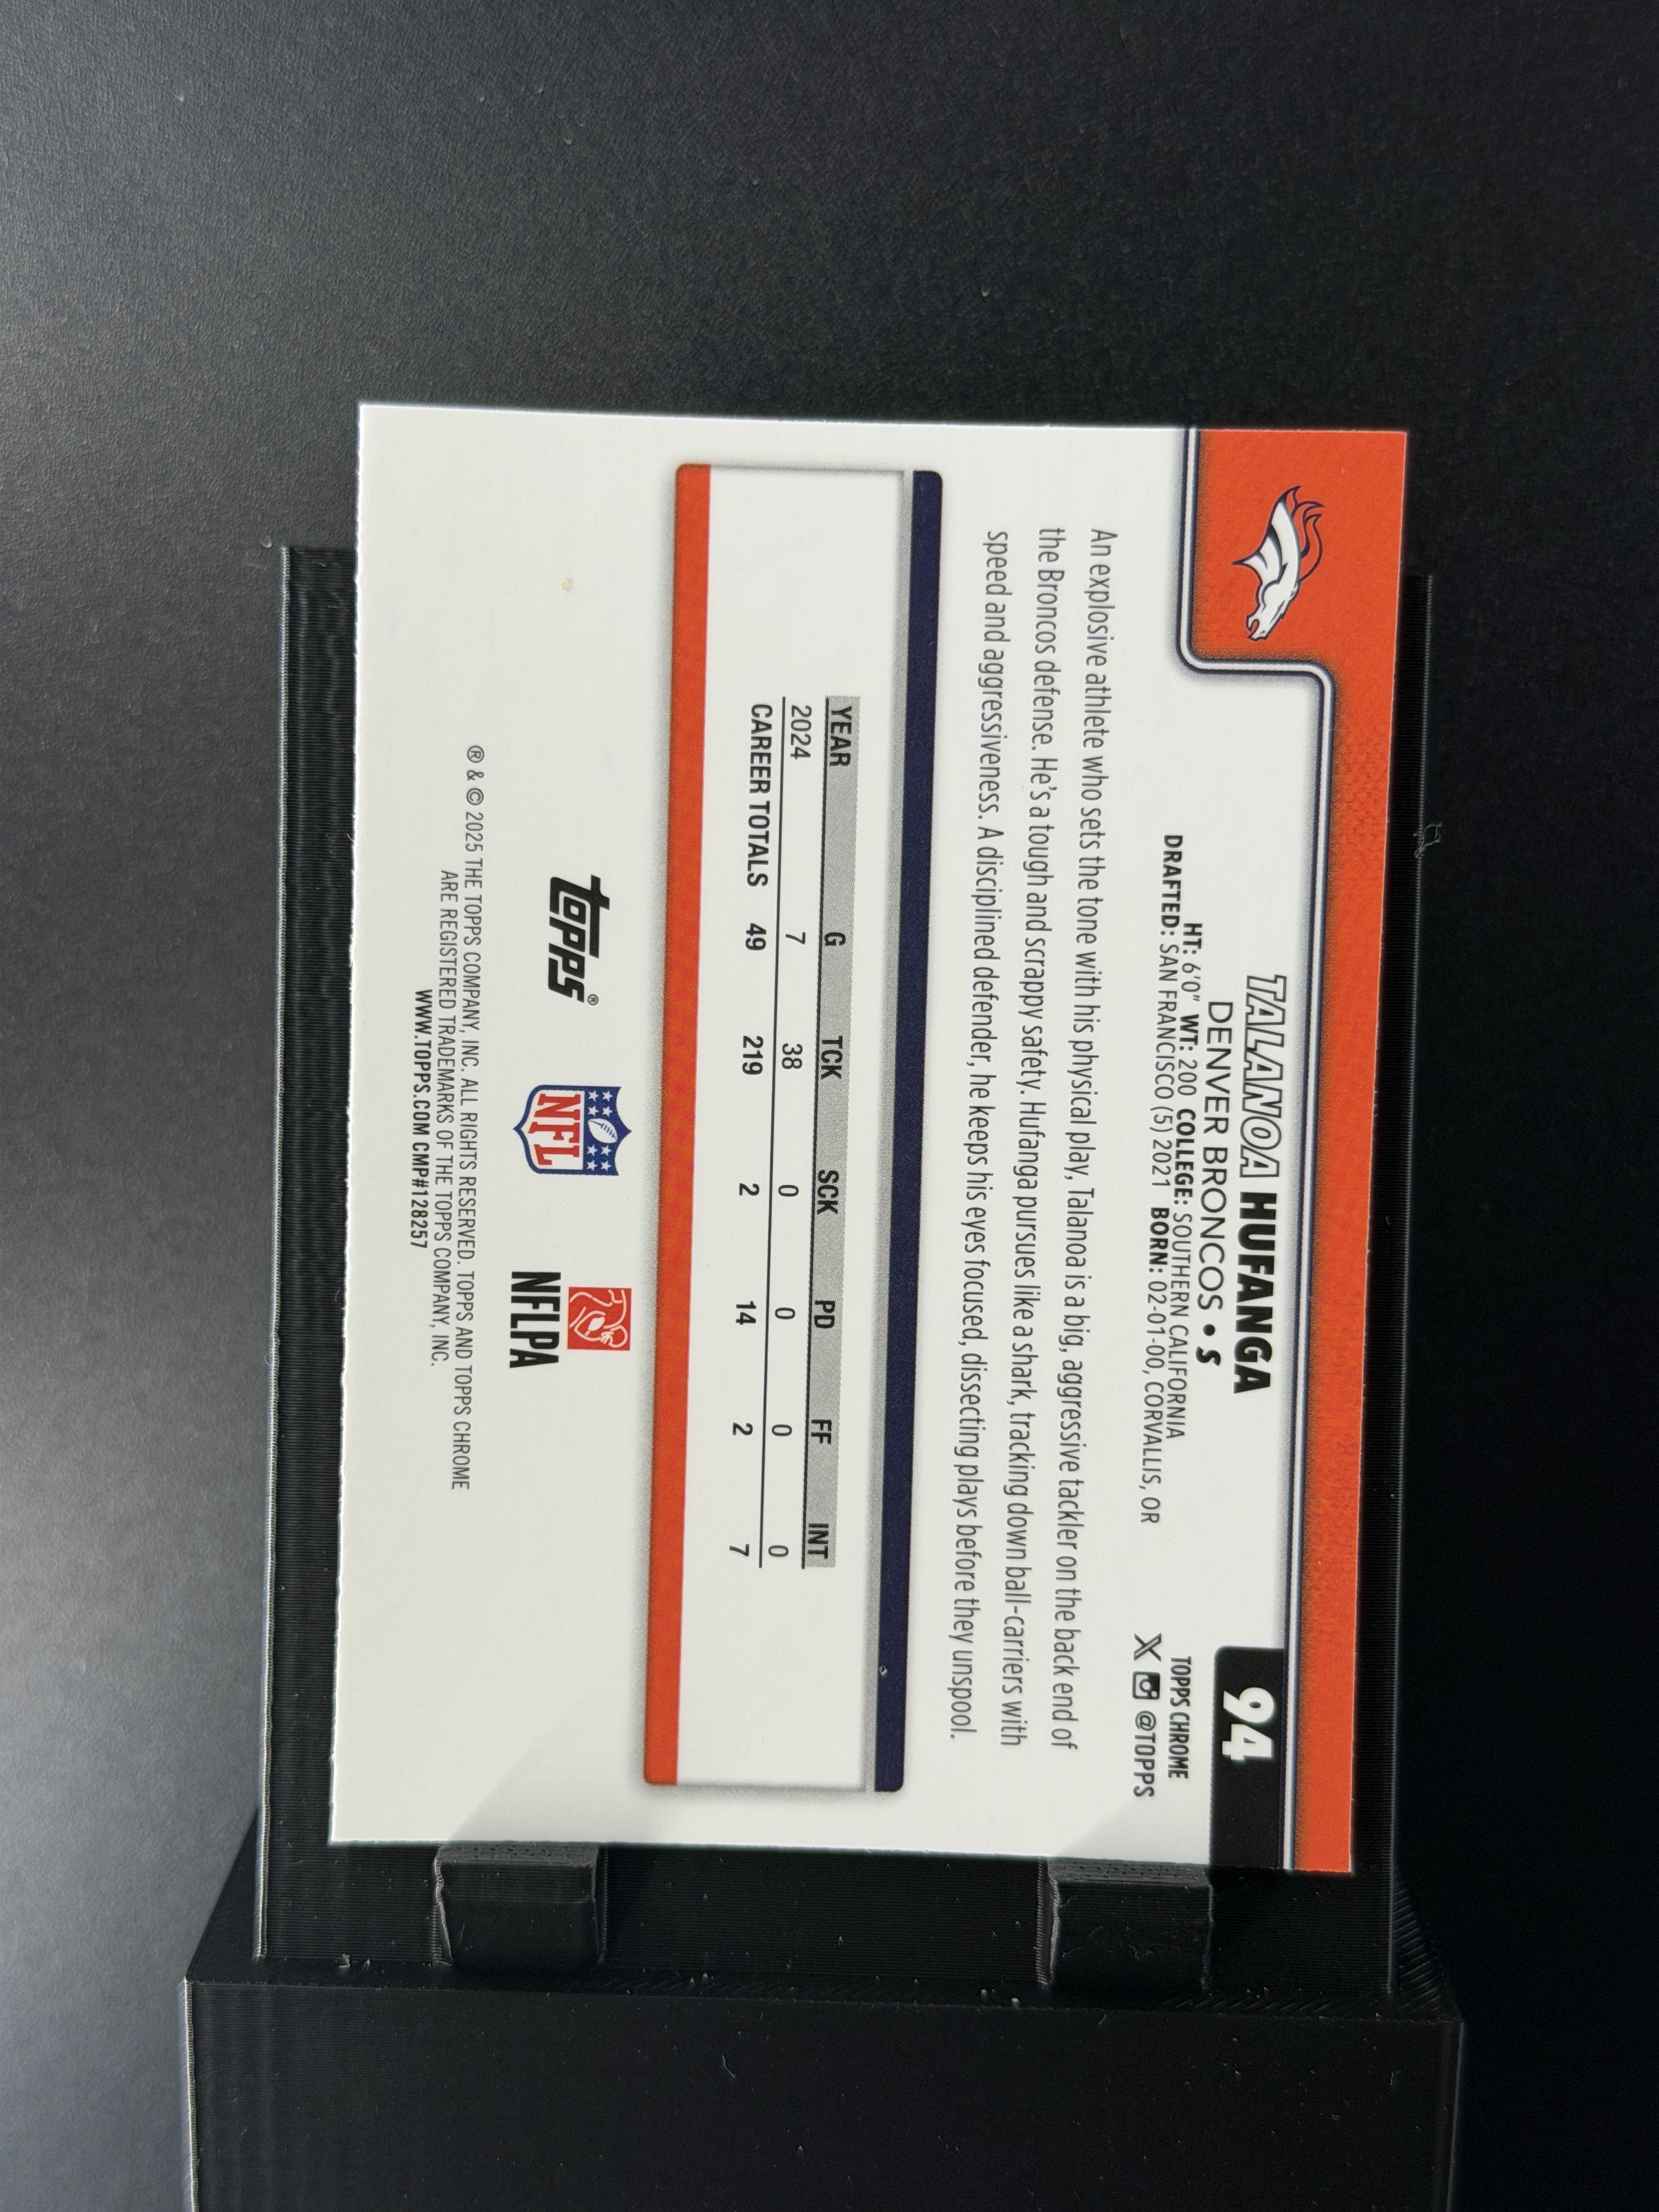 94
TALANOA HUFANGA
DENVER BRONCOS • S
HT: 6'0" WT: 200 COLLEGE: SOUTHERN CALIFORNIA
DRAFTED: SAN FRANCISCO (5) 2021 BORN: 02-01-00, CORVALLIS, OR
TOPPS CHROME
@TOPPS
An explosive athlete who sets the tone with his physical play, Talanoa is a big, aggressive tackler on the back end of
the Broncos defense. He's a tough and scrappy safety. Hufanga pursues like a shark, tracking down ball-carriers with
speed and aggressiveness. A disciplined defender, he keeps his eyes focused, dissecting plays before they unspool.
YEAR G TCK SCK PD FF INT
2024 7 38 0 0 0 0
CAREER TOTALS 49 219 2 14 2 7
topps® NFL NFLPA
® & © 2025 THE TOPPS COMPANY, INC. ALL RIGHTS RESERVED. TOPPS AND TOPPS CHROME
ARE REGISTERED TRADEMARKS OF THE TOPPS COMPANY, INC.
WWW.TOPPS.COM CMP#128257